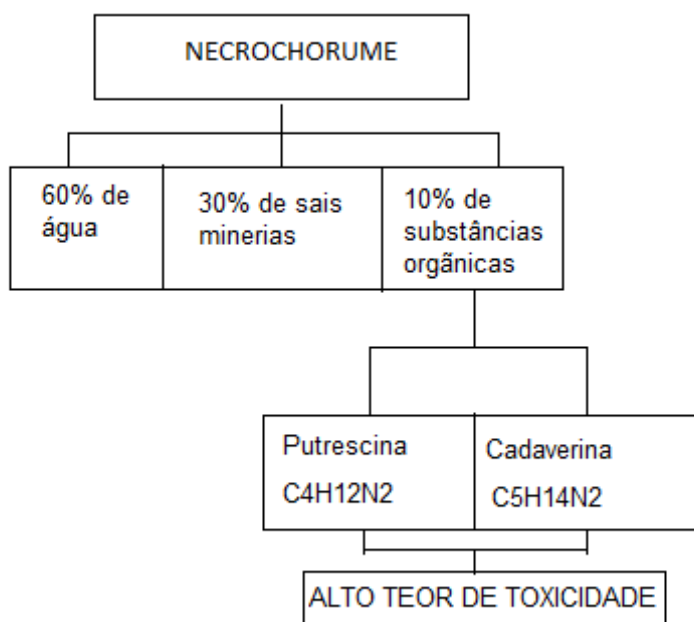 NECROCHORUME
60% de
água
30% de sais
minerias
10% de
substâncias
orgãnicas
Putrescina
C4H12N2
Cadaverina
C5H14N2
ALTO TEOR DE TOXICIDADE